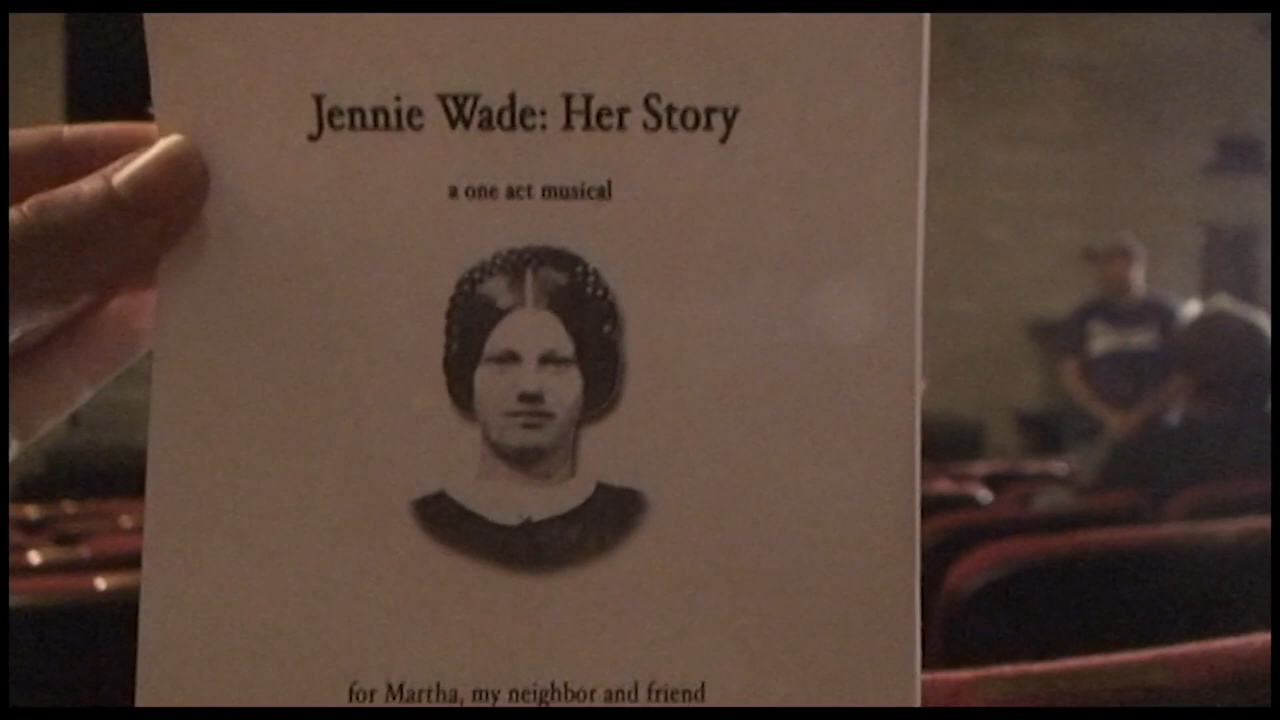 Jennie Wade: Her Story
a one act musical
for Martha, my neighbor and friend